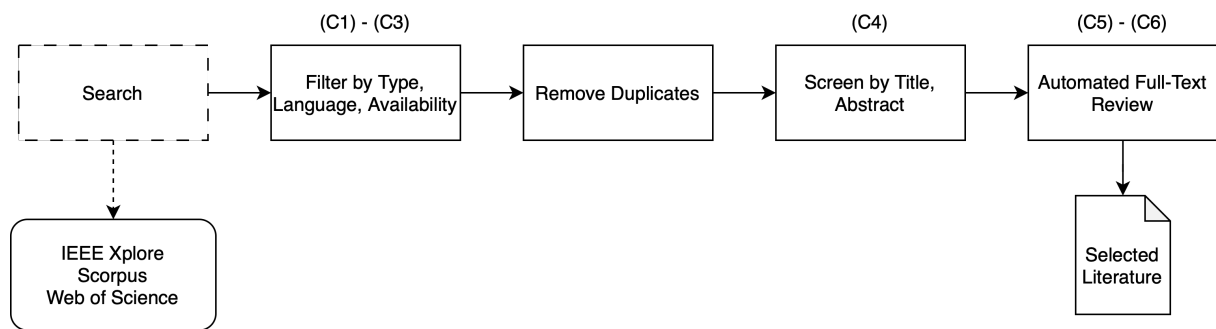 (C1) - (C3)
(C4)
(C5) - (C6)
Search
Filter by Type,
Language, Availability
Remove Duplicates
Screen by Title,
Abstract
Automated Full-Text
Review
IEEE Xplore
Scorpus
Web of Science
Selected
Literature